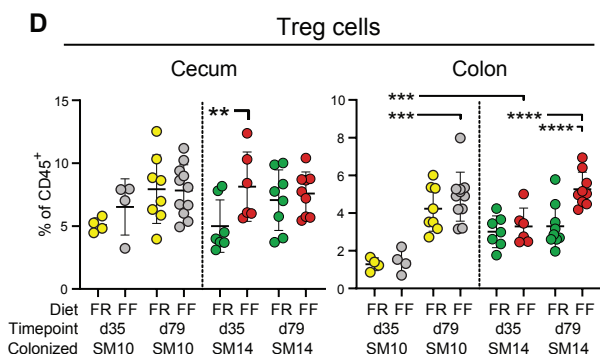 D
Treg cells
Cecum Colon
% of CD45+
15
10
5
0
**
10
8
6
4
2
0
***
***
****
****
Diet FR FF FR FF FR FF FR FF FR FF FR FF FR FF FR FF
Timepoint d35 d79 d35 d79 d35 d79 d35 d79
Colonized SM10 SM10 SM14 SM14 SM10 SM10 SM14 SM14